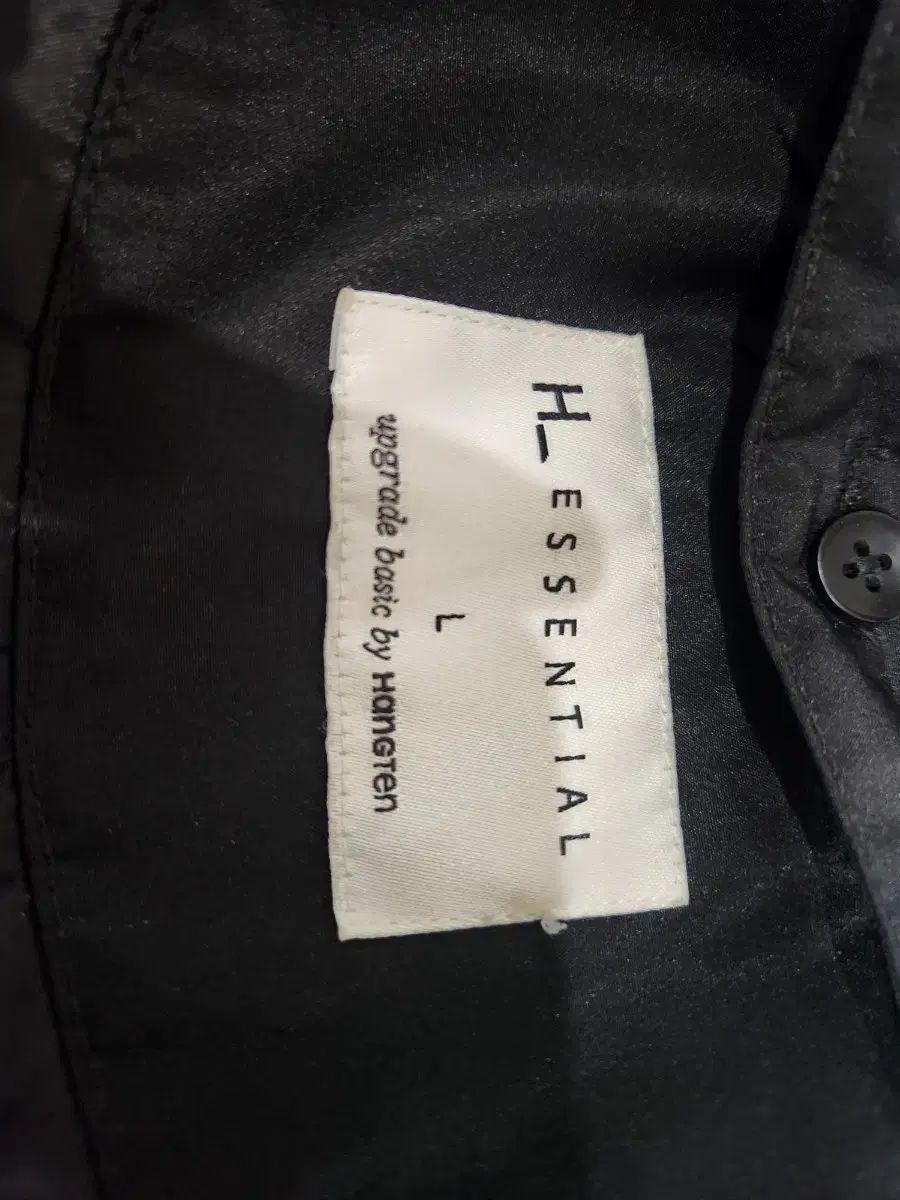 H_ESSENTIAL
L
upgrade basic by HanGTen